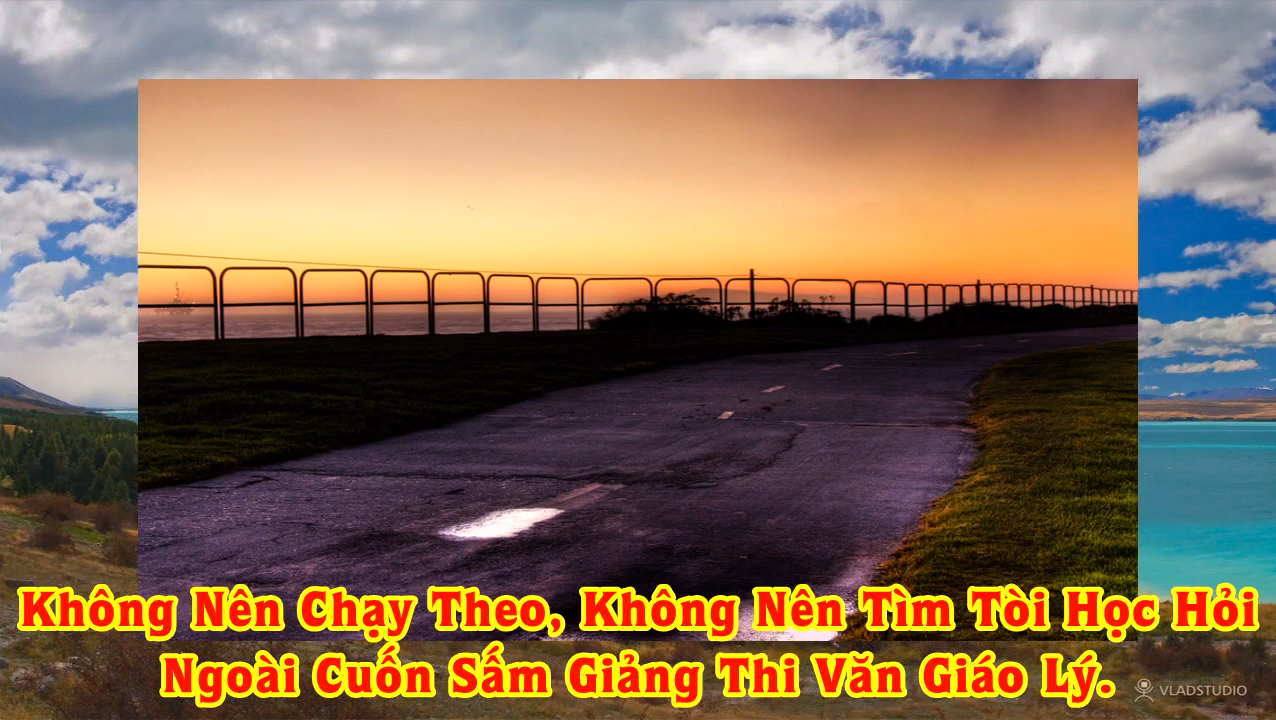 Không Nên Chạy Theo, Không Nên Tìm Tòi Học Hỏi
Ngoài Cuốn Sấm Giảng Thi Văn Giáo Lý.
VLADSTUDIO